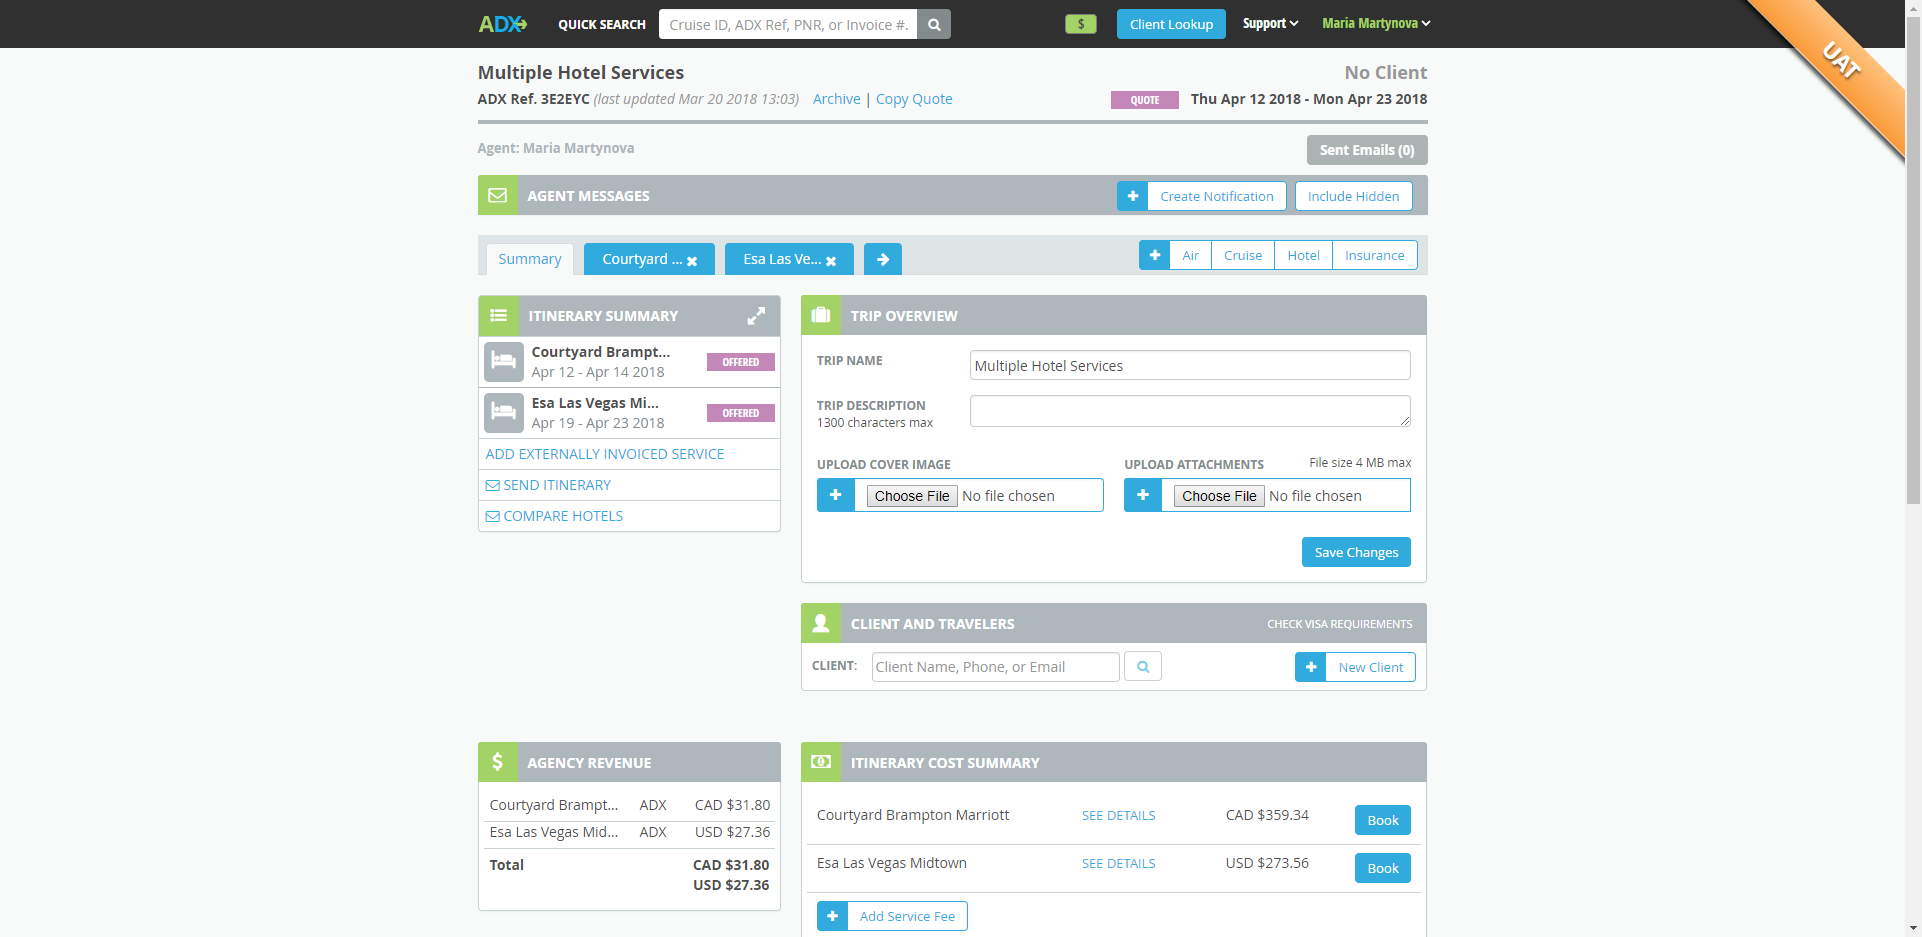 ADX QUICK SEARCH Cruise ID, ADX Ref, PNR, or Invoice #. $ Client Lookup Support Maria Martynova
UAT
Multiple Hotel Services No Client
ADX Ref. 3E2EYC (last updated Mar 20 2018 13:03) Archive | Copy Quote QUOTE Thu Apr 12 2018 - Mon Apr 23 2018
Agent: Maria Martynova Sent Emails (0)
AGENT MESSAGES + Create Notification Include Hidden
Summary Courtyard ... × Esa Las Ve... × + Air Cruise Hotel Insurance
ITINERARY SUMMARY
Courtyard Brampt... OFFERED
Apr 12 - Apr 14 2018
Esa Las Vegas Mi... OFFERED
Apr 19 - Apr 23 2018
ADD EXTERNALLY INVOICED SERVICE
SEND ITINERARY
COMPARE HOTELS
TRIP OVERVIEW
TRIP NAME Multiple Hotel Services
TRIP DESCRIPTION
1300 characters max
UPLOAD COVER IMAGE UPLOAD ATTACHMENTS File size 4 MB max
+ Choose File No file chosen + Choose File No file chosen
Save Changes
CLIENT AND TRAVELERS CHECK VISA REQUIREMENTS
CLIENT: Client Name, Phone, or Email + New Client
$ AGENCY REVENUE
Courtyard Brampt... ADX CAD $31.80
Esa Las Vegas Mid... ADX USD $27.36
Total CAD $31.80
USD $27.36
ITINERARY COST SUMMARY
Courtyard Brampton Marriott SEE DETAILS CAD $359.34 Book
Esa Las Vegas Midtown SEE DETAILS USD $273.56 Book
+ Add Service Fee